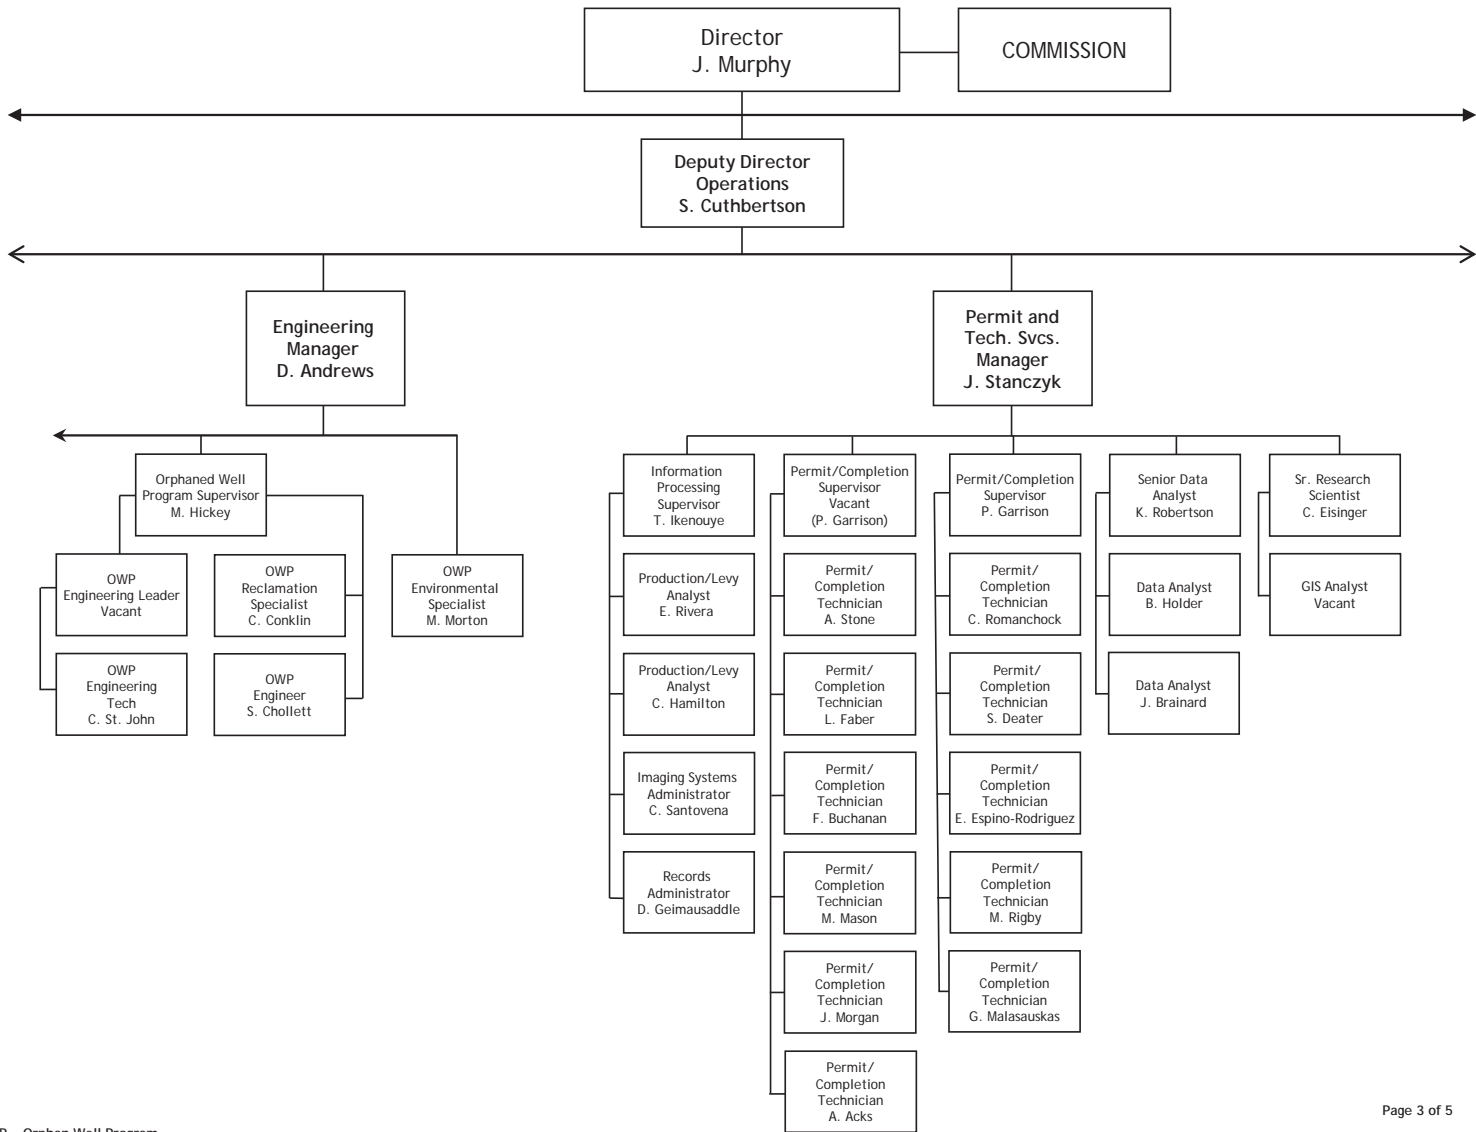 Director
J. Murphy
COMMISSION
Deputy Director
Operations
S. Cuthbertson
Engineering
Manager
D. Andrews
Permit and
Tech. Svcs.
Manager
J. Stanczyk
Orphaned Well
Program Supervisor
M. Hickey
OWP
Engineering Leader
Vacant
OWP
Reclamation
Specialist
C. Conklin
OWP
Environmental
Specialist
M. Morton
OWP
Engineering
Tech
C. St. John
OWP
Engineer
S. Chollett
Information
Processing
Supervisor
T. Ikenouye
Production/Levy
Analyst
E. Rivera
Production/Levy
Analyst
C. Hamilton
Imaging Systems
Administrator
C. Santovena
Records
Administrator
D. Geimausaddle
Permit/Completion
Supervisor
Vacant
(P. Garrison)
Permit/
Completion
Technician
A. Stone
Permit/
Completion
Technician
L. Faber
Permit/
Completion
Technician
F. Buchanan
Permit/
Completion
Technician
M. Mason
Permit/
Completion
Technician
J. Morgan
Permit/
Completion
Technician
A. Acks
Permit/Completion
Supervisor
P. Garrison
Permit/
Completion
Technician
C. Romanchock
Permit/
Completion
Technician
S. Deater
Permit/
Completion
Technician
E. Espino-Rodriguez
Permit/
Completion
Technician
M. Rigby
Permit/
Completion
Technician
G. Malasauskas
Senior Data
Analyst
K. Robertson
Data Analyst
B. Holder
Data Analyst
J. Brainard
Sr. Research
Scientist
C. Eisinger
GIS Analyst
Vacant
Page 3 of 5
Orphan Well Program